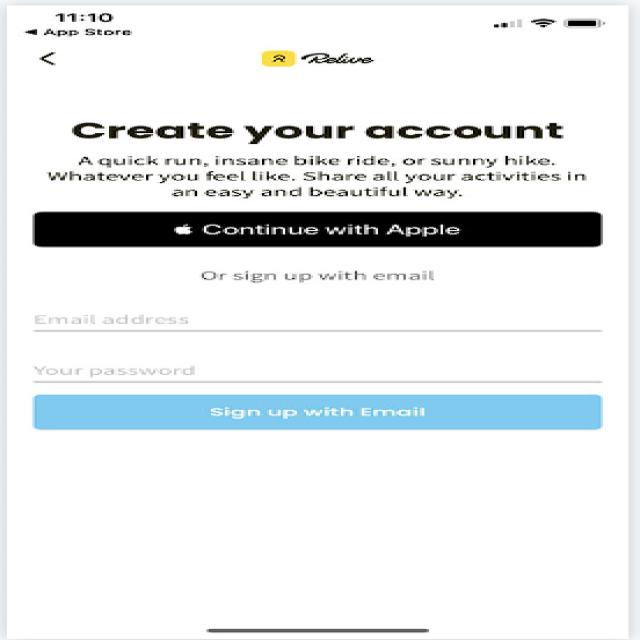 11:10
◀ App Store
Relive
Create your account
A quick run, insane bike ride, or sunny hike.
Whatever you feel like. Share all your activities in
an easy and beautiful way.
Continue with Apple
Or sign up with email
Email address
Your password
Sign up with Email